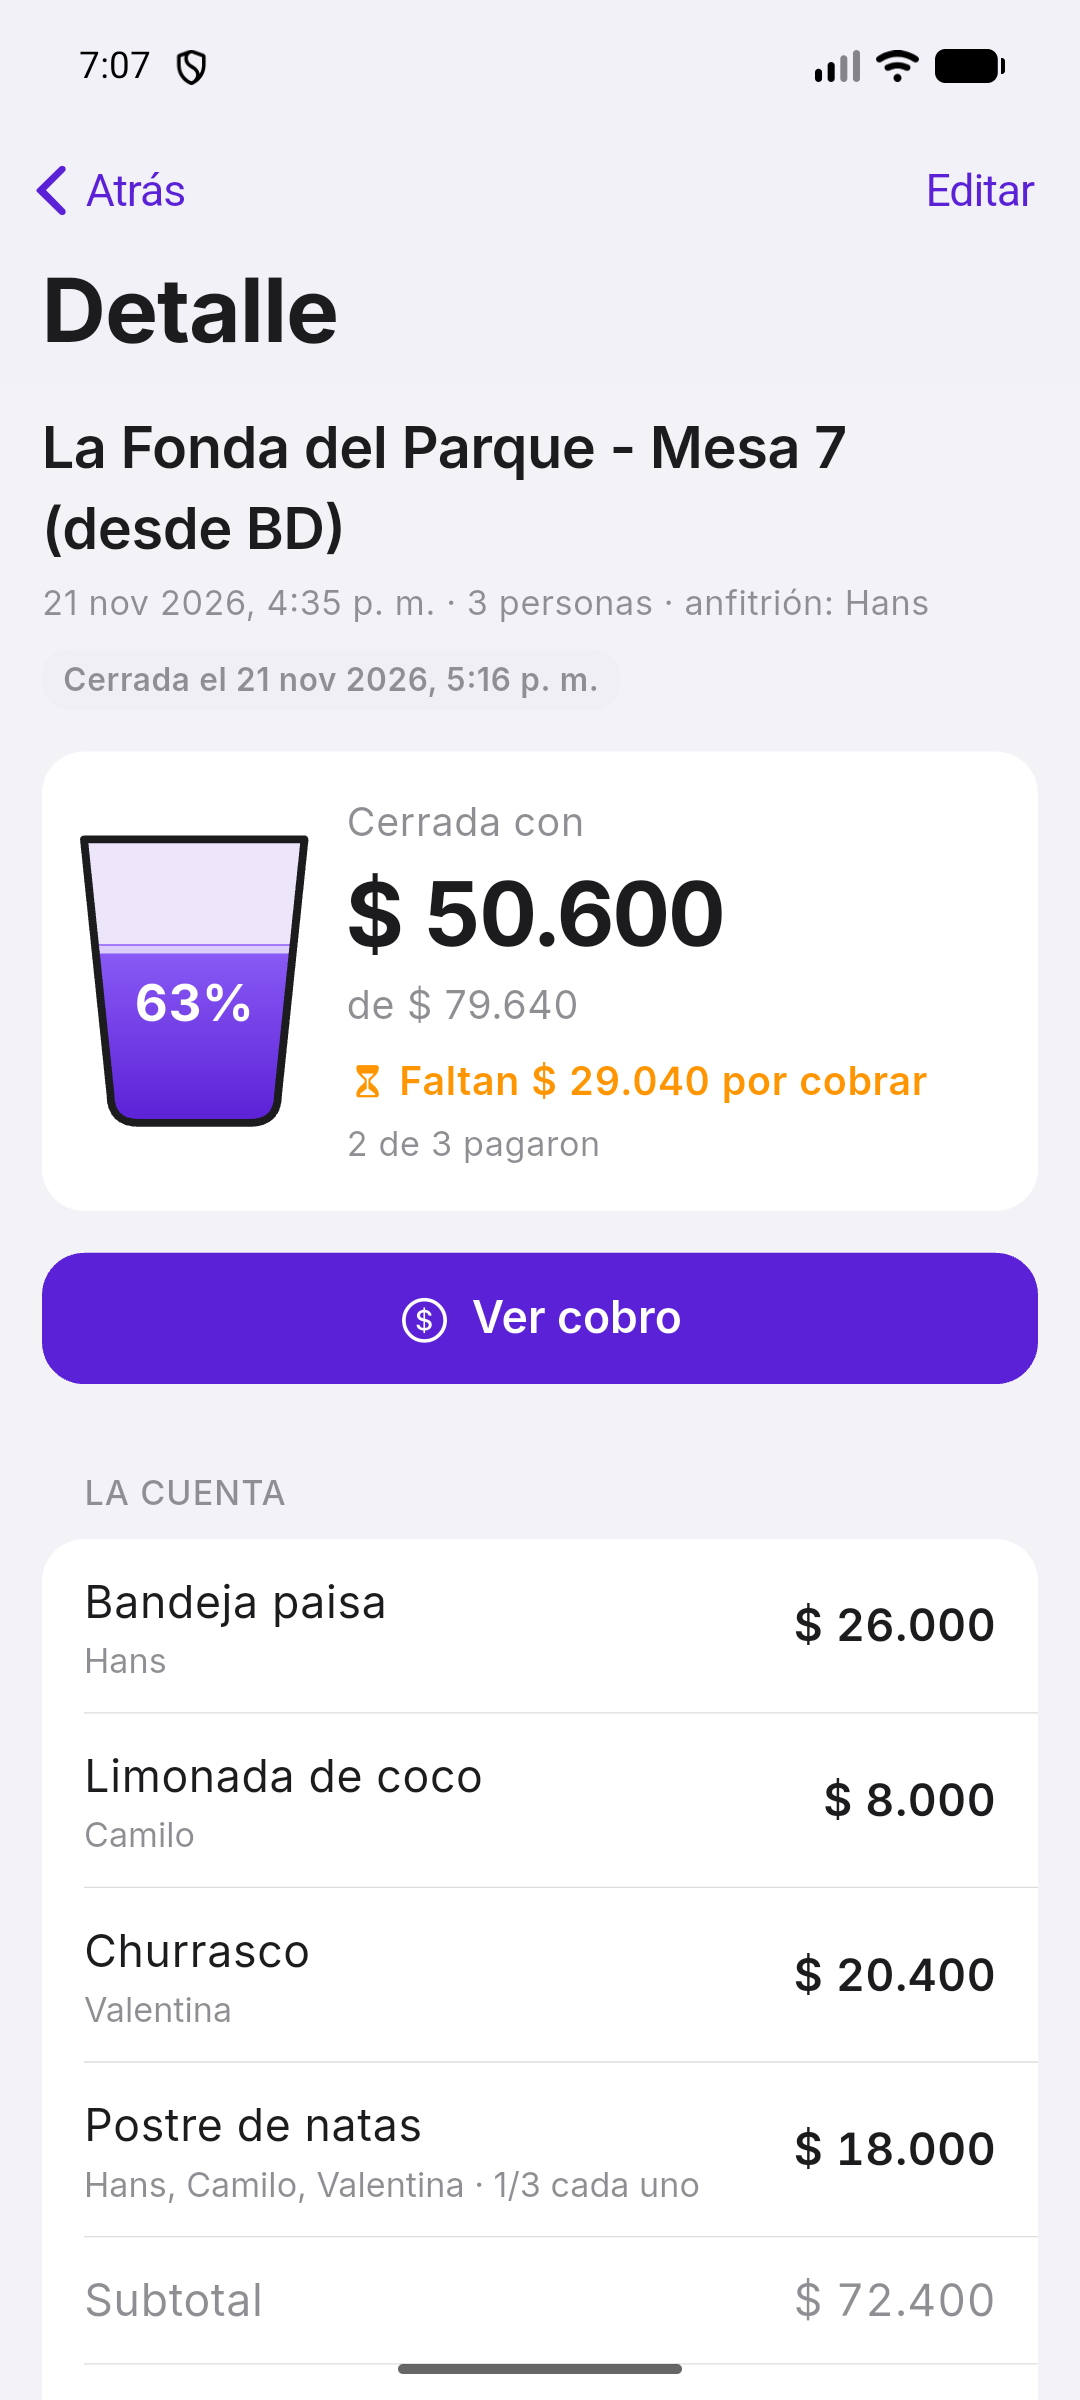 7:07
Atrás
Editar
Detalle
La Fonda del Parque - Mesa 7
(desde BD)
21 nov 2026, 4:35 p. m. · 3 personas · anfitrión: Hans
Cerrada el 21 nov 2026, 5:16 p. m.
63%
Cerrada con
$ 50.600
de $ 79.640
Faltan $ 29.040 por cobrar
2 de 3 pagaron
$ Ver cobro
LA CUENTA
Bandeja paisa
Hans
$ 26.000
Limonada de coco
Camilo
$ 8.000
Churrasco
Valentina
$ 20.400
Postre de natas
Hans, Camilo, Valentina · 1/3 cada uno
$ 18.000
Subtotal
$ 72.400